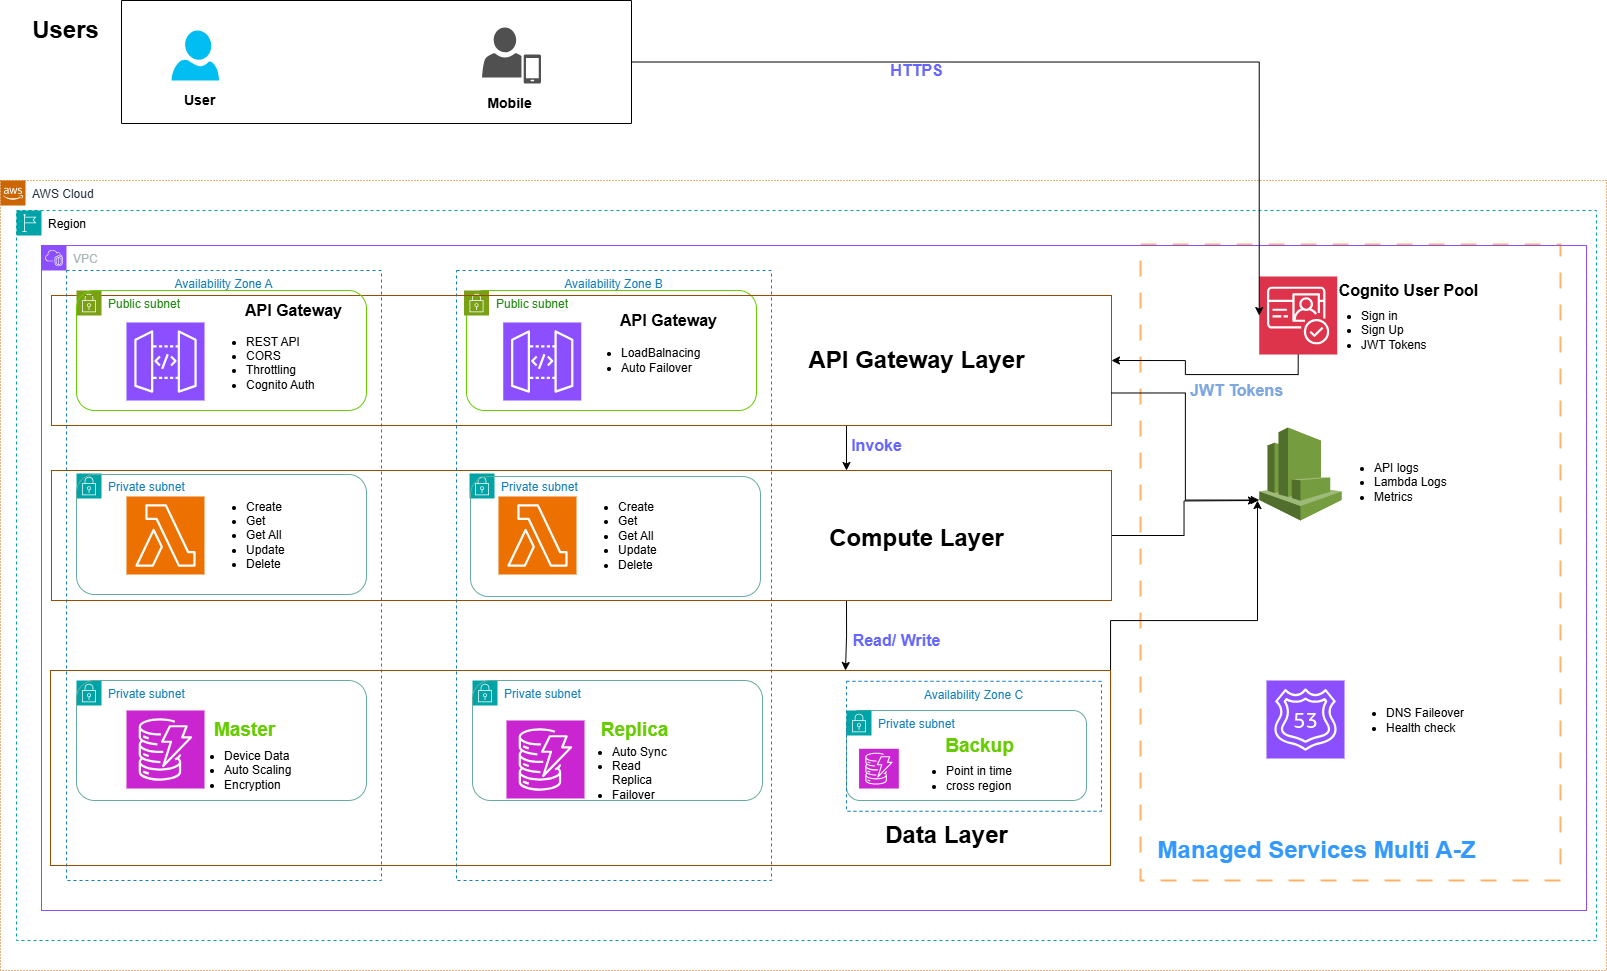 Users
User
Mobile
HTTPS
aws
AWS Cloud
Region
VPC
Availability Zone A
Availability Zone B
Public subnet
API Gateway
REST API
CORS
Throttling
Cognito Auth
Public subnet
API Gateway
LoadBalnacing
Auto Failover
API Gateway Layer
Cognito User Pool
Sign in
Sign Up
JWT Tokens
JWT Tokens
Invoke
Private subnet
Create
Get
Get All
Update
Delete
Private subnet
Create
Get
Get All
Update
Delete
Compute Layer
API logs
Lambda Logs
Metrics
Read/ Write
Private subnet
Master
Device Data
Auto Scaling
Encryption
Private subnet
Replica
Auto Sync
Read
Replica
Failover
Availability Zone C
Private subnet
Backup
Point in time
cross region
Data Layer
53
DNS Faileover
Health check
Managed Services Multi A-Z